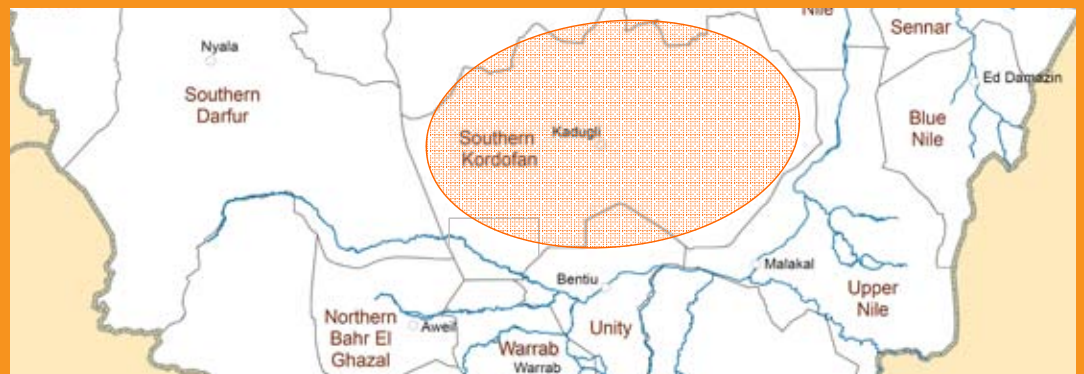 Nile
Sennar
Nyala
Ed Damazin
Southern
Darfur
Blue
Nile
Kadugli
Southern
Kordofan
Malakal
Bentiu
Upper
Nile
Northern
Bahr El
Ghazal
Aweil
Unity
Warrab
Warrab